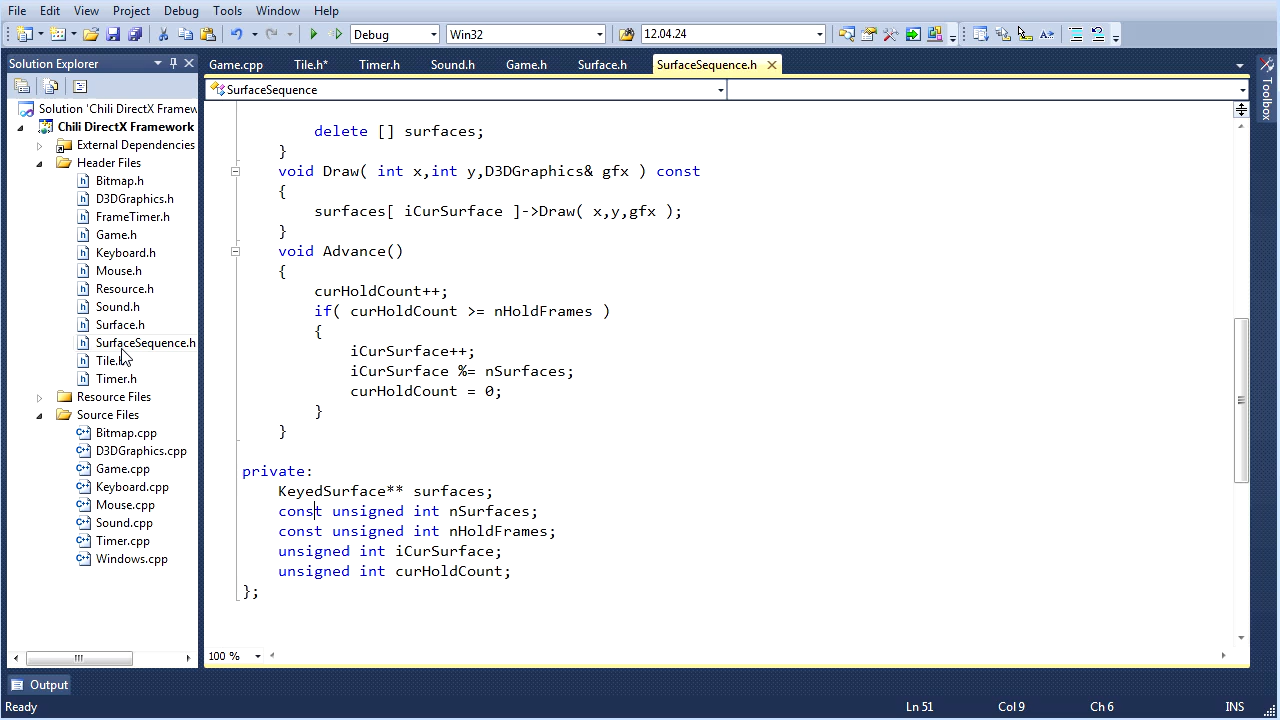 File Edit View Project Debug Tools Window Help
Debug Win32 12.04.24
Solution Explorer
Game.cpp Tile.h* Timer.h Sound.h Game.h Surface.h SurfaceSequence.h
SurfaceSequence
Toolbox
Solution 'Chili DirectX Framew
Chili DirectX Framework
External Dependencies
Header Files
Bitmap.h
D3DGraphics.h
FrameTimer.h
Game.h
Keyboard.h
Mouse.h
Resource.h
Sound.h
Surface.h
SurfaceSequence.h
Tile.h
Timer.h
Resource Files
Source Files
Bitmap.cpp
D3DGraphics.cpp
Game.cpp
Keyboard.cpp
Mouse.cpp
Sound.cpp
Timer.cpp
Windows.cpp
delete [] surfaces;
}
void Draw( int x,int y,D3DGraphics& gfx ) const
{
surfaces[ iCurSurface ]->Draw( x,y,gfx );
}
void Advance()
{
curHoldCount++;
if( curHoldCount >= nHoldFrames )
{
iCurSurface++;
iCurSurface %= nSurfaces;
curHoldCount = 0;
}
}
private:
KeyedSurface** surfaces;
const unsigned int nSurfaces;
const unsigned int nHoldFrames;
unsigned int iCurSurface;
unsigned int curHoldCount;
};
100 %
Output
Ready Ln 51 Col 9 Ch 6 INS